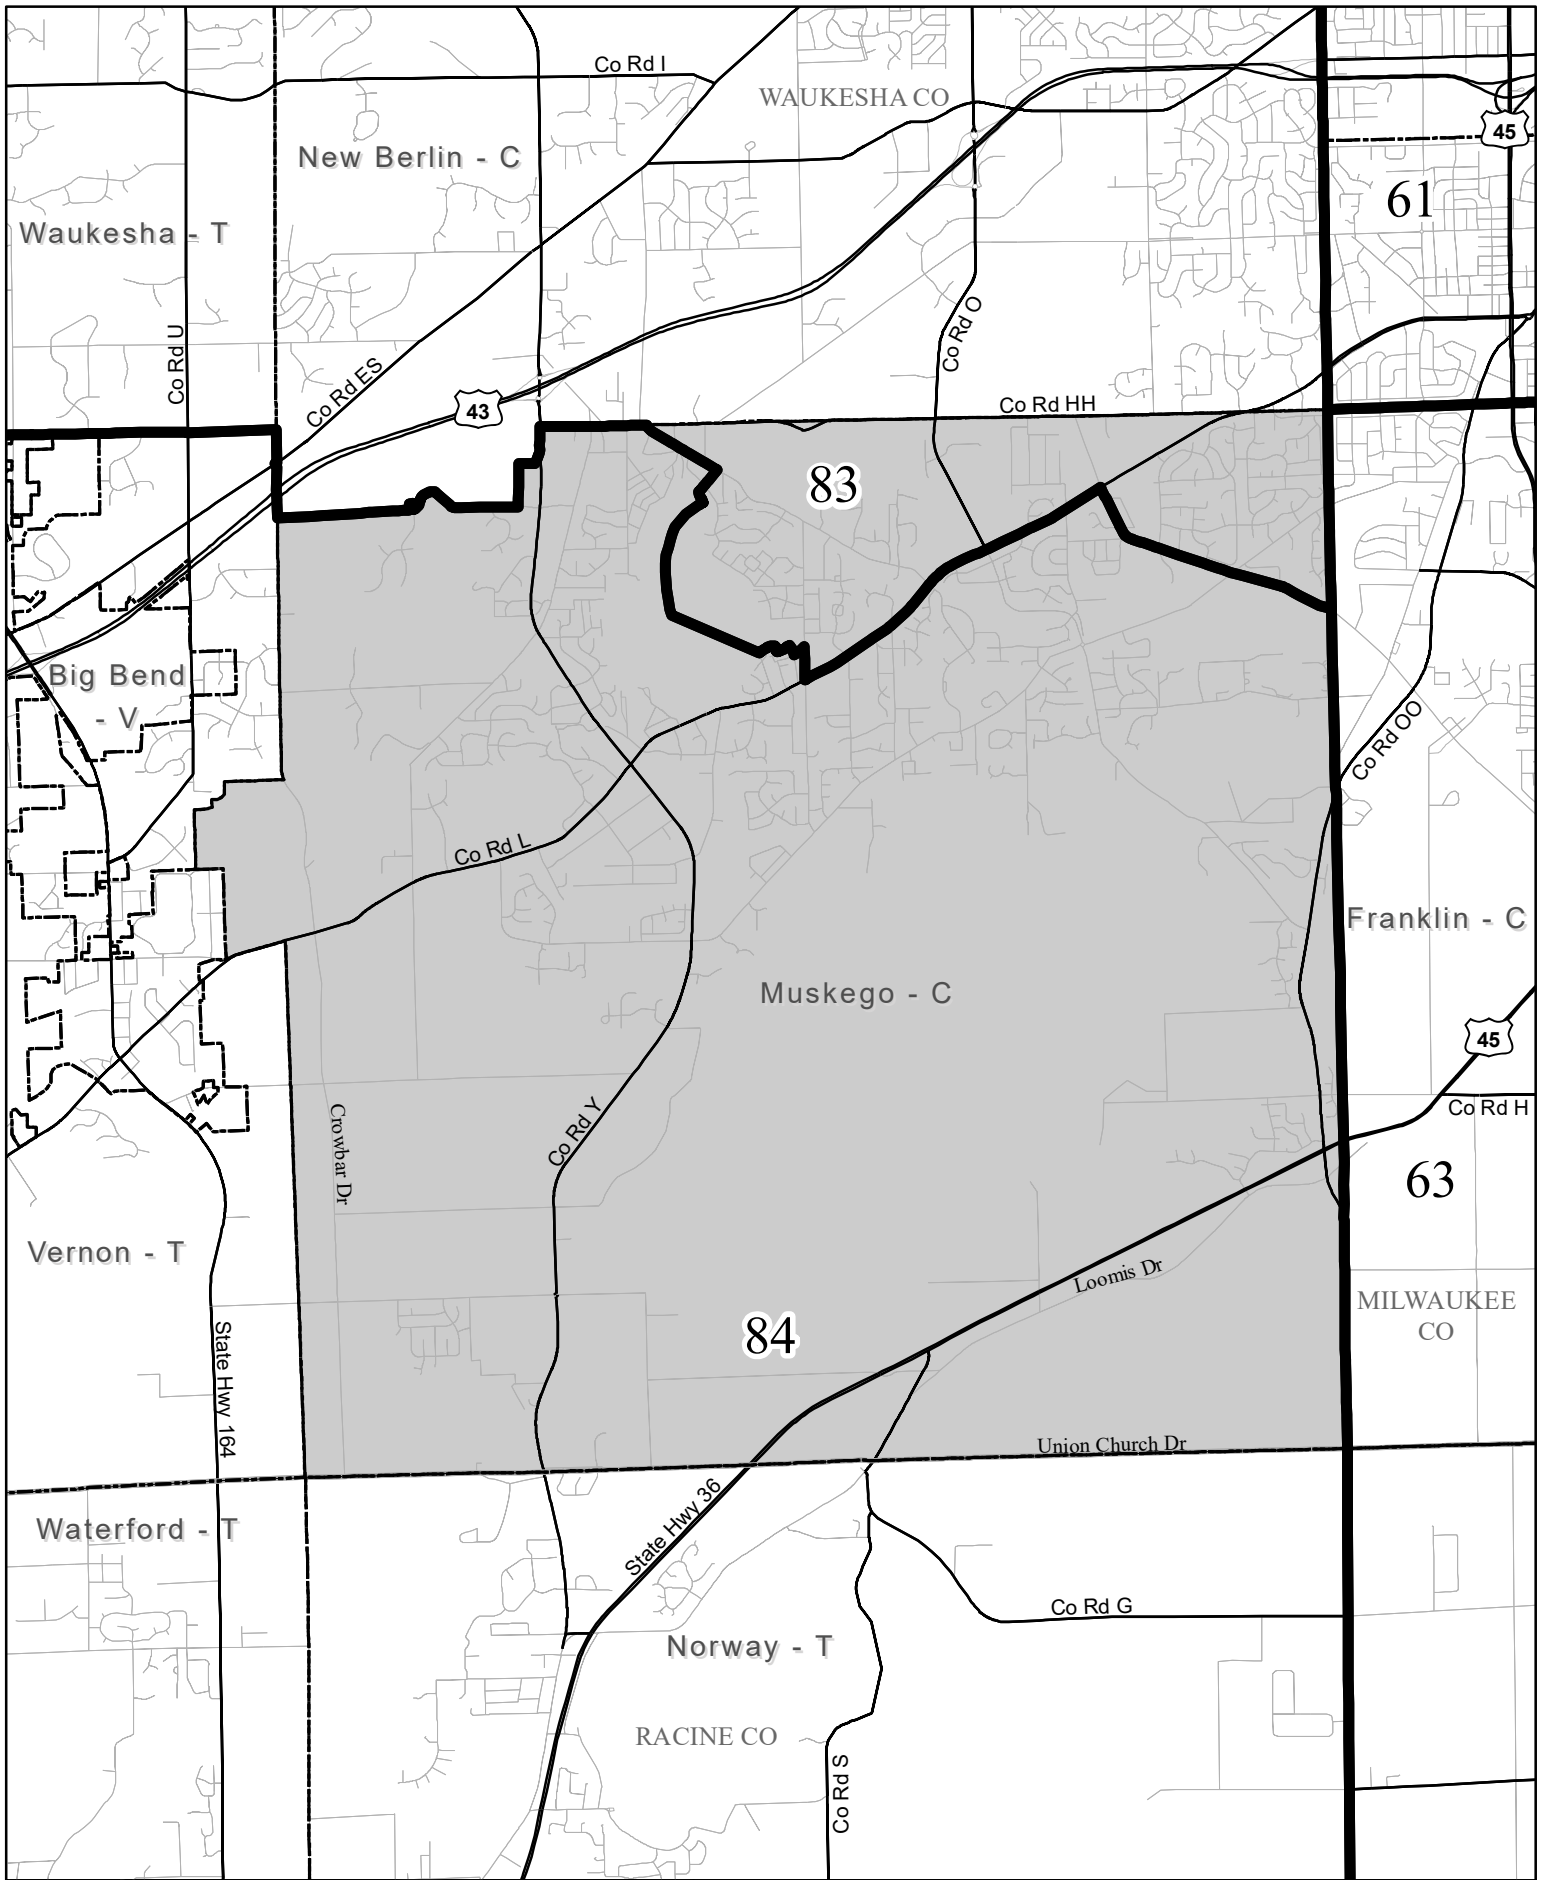 Co Rd I
WAUKESHA CO
45
New Berlin - C
61
Waukesha - T
Co Rd U
Co Rd ES
43
Co Rd O
Co Rd HH
83
Big Bend
- V
Co Rd OO
Co Rd L
Franklin - C
Muskego - C
45
Crowbar Dr
Co Rd Y
Co Rd H
63
Vernon - T
Loomis Dr
MILWAUKEE
CO
84
State Hwy 164
Union Church Dr
Waterford - T
State Hwy 36
Co Rd G
Norway - T
RACINE CO
Co Rd S